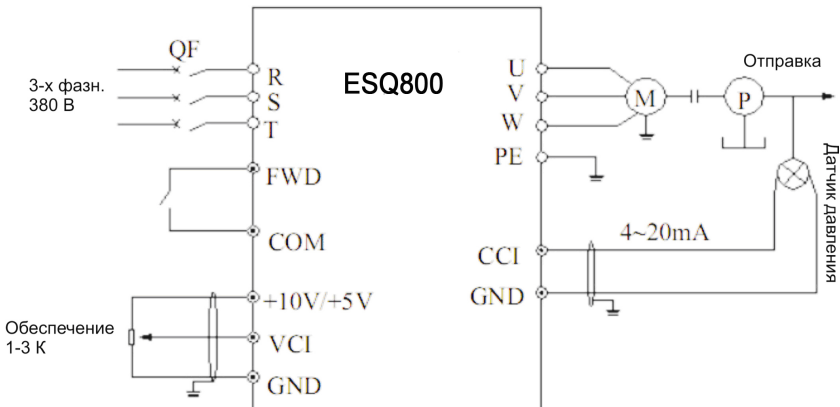 QF
3-х фазн.
380 В
R
S
T
ESQ800
FWD
COM
+10V/+5V
Обеспечение
1-3 К
VCI
GND
U
V
W
PE
M
P
Отправка
Датчик давления
4~20mA
CCI
GND